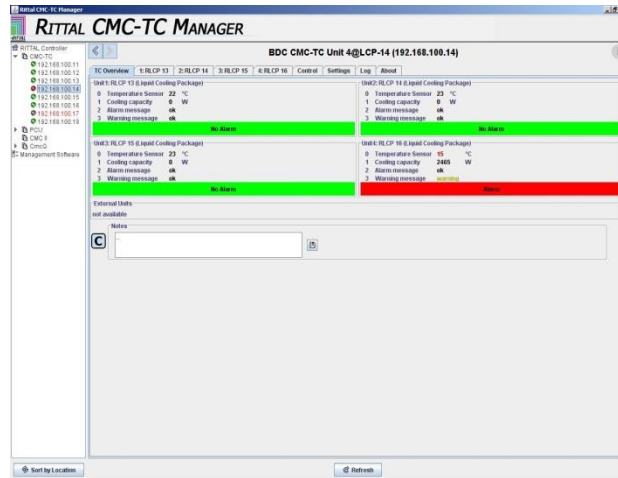 Rittal CMC-TC Manager
RITTAL CMC-TC MANAGER
RITTAL
RITTAL Controller
CMC-TC
192.168.100.11
192.168.100.12
192.168.100.13
192.168.100.14
192.168.100.15
192.168.100.16
192.168.100.17
192.168.100.18
PCU
CMC II
CmcQ
Management Software
BDC CMC-TC Unit 4@LCP-14 (192.168.100.14)
TC Overview 1: RLCP 13 2: RLCP 14 3: RLCP 15 4: RLCP 16 Control Settings Log About
Unit1: RLCP 13 (Liquid Cooling Package)
0 Temperature Sensor 22 °C
1 Cooling capacity 0 W
2 Alarm message ok
3 Warning message ok
No Alarm
Unit2: RLCP 14 (Liquid Cooling Package)
0 Temperature Sensor 23 °C
1 Cooling capacity 0 W
2 Alarm message ok
3 Warning message ok
No Alarm
Unit3: RLCP 15 (Liquid Cooling Package)
0 Temperature Sensor 23 °C
1 Cooling capacity 0 W
2 Alarm message ok
3 Warning message ok
No Alarm
Unit4: RLCP 16 (Liquid Cooling Package)
0 Temperature Sensor 15 °C
1 Cooling capacity 2465 W
2 Alarm message ok
3 Warning message warning
Alarm
External Units
not available
Notes
C
Sort by Location
Refresh